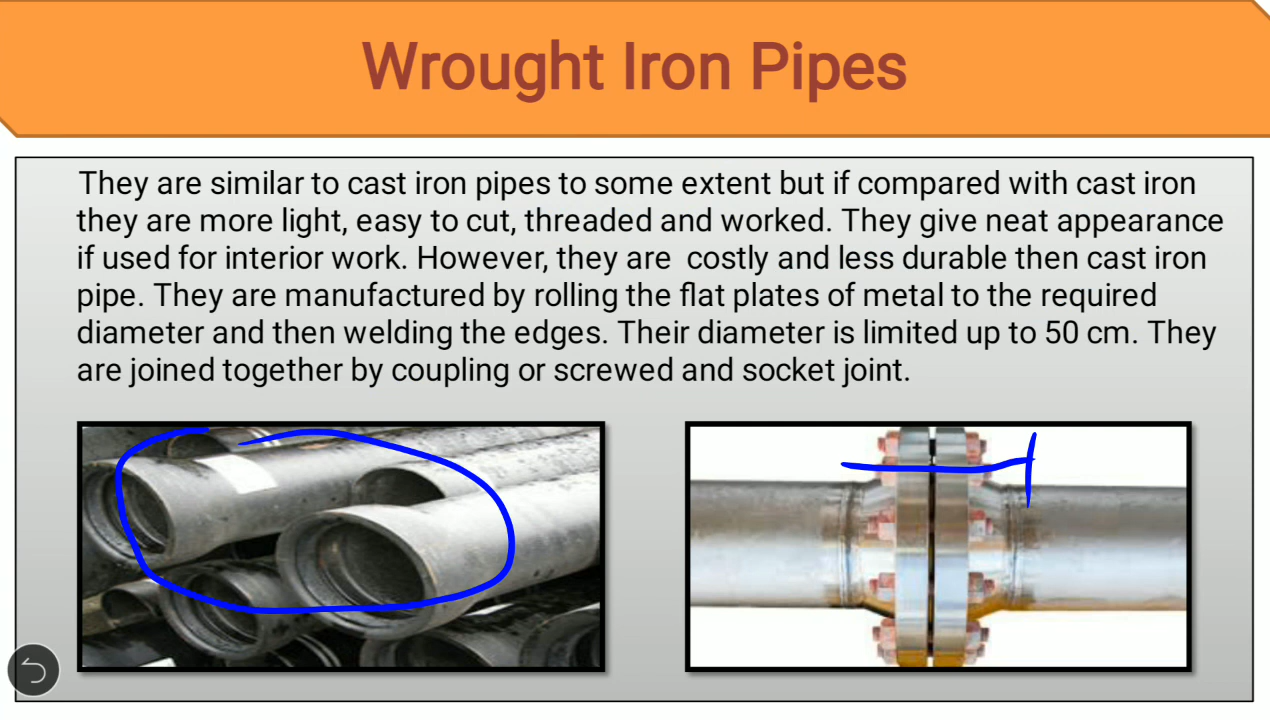 Wrought Iron Pipes
They are similar to cast iron pipes to some extent but if compared with cast iron
they are more light, easy to cut, threaded and worked. They give neat appearance
if used for interior work. However, they are  costly and less durable then cast iron
pipe. They are manufactured by rolling the flat plates of metal to the required
diameter and then welding the edges. Their diameter is limited up to 50 cm. They
are joined together by coupling or screwed and socket joint.